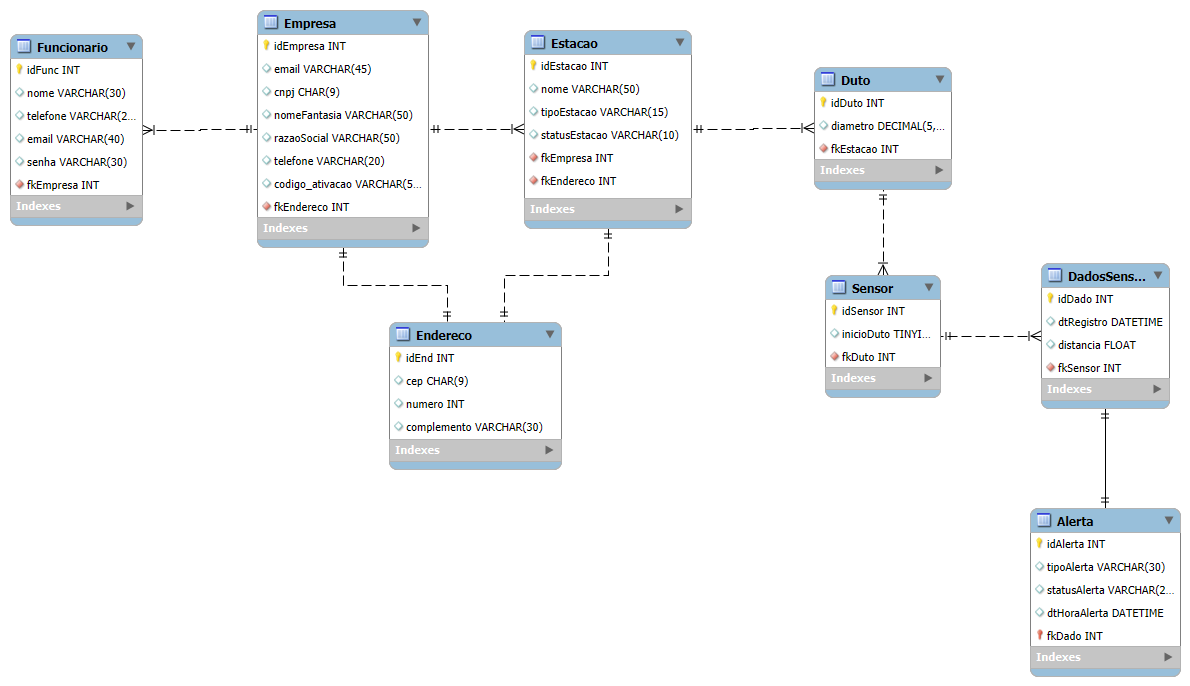 Funcionario
idFunc INT
nome VARCHAR(30)
telefone VARCHAR(2...
email VARCHAR(40)
senha VARCHAR(30)
fkEmpresa INT
Indexes
Empresa
idEmpresa INT
email VARCHAR(45)
cnpj CHAR(9)
nomeFantasia VARCHAR(50)
razaoSocial VARCHAR(50)
telefone VARCHAR(20)
codigo_ativacao VARCHAR(5...
fkEndereco INT
Indexes
Estacao
idEstacao INT
nome VARCHAR(50)
tipoEstacao VARCHAR(15)
statusEstacao VARCHAR(10)
fkEmpresa INT
fkEndereco INT
Indexes
Duto
idDuto INT
diametro DECIMAL(5,...
fkEstacao INT
Indexes
Endereco
idEnd INT
cep CHAR(9)
numero INT
complemento VARCHAR(30)
Indexes
Sensor
idSensor INT
inicioDuto TINYI...
fkDuto INT
Indexes
DadosSens...
idDado INT
dtRegistro DATETIME
distancia FLOAT
fkSensor INT
Indexes
Alerta
idAlerta INT
tipoAlerta VARCHAR(30)
statusAlerta VARCHAR(2...
dtHoraAlerta DATETIME
fkDado INT
Indexes